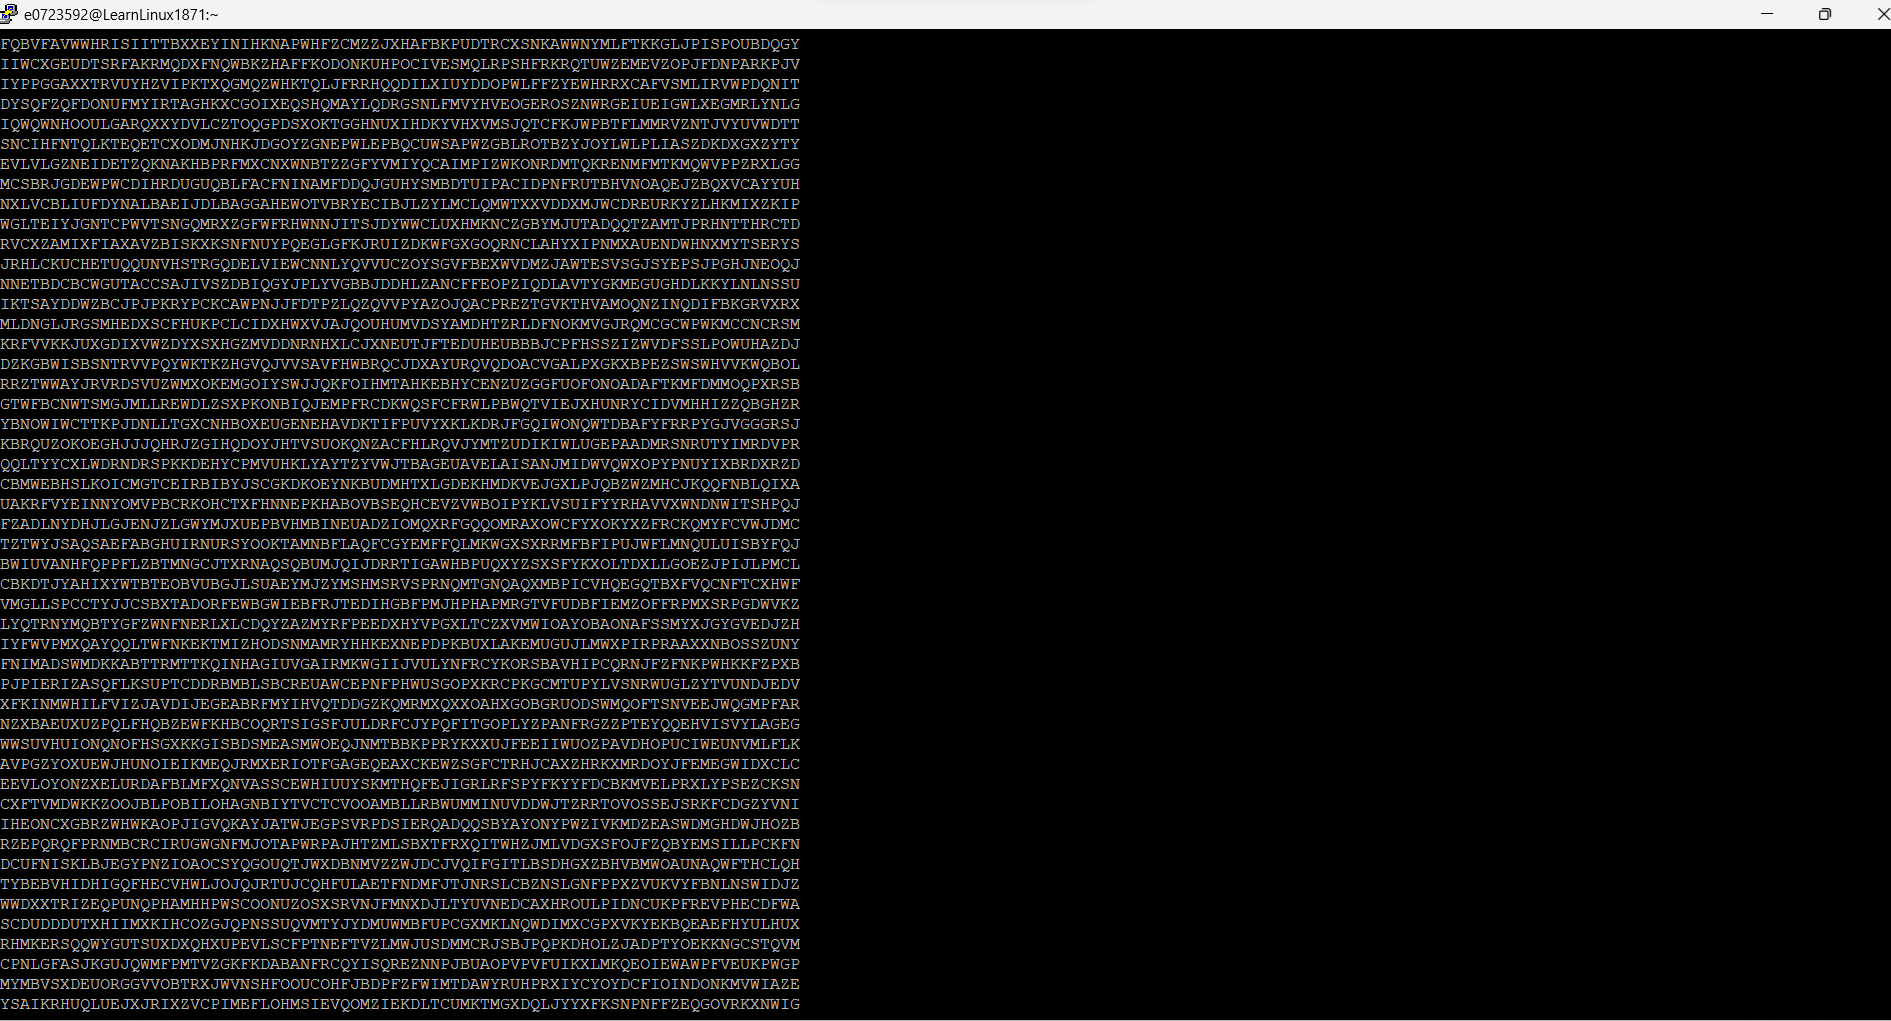 e0723592@LearnLinux1871:~
FQBVFAVWWHRISIITTBXXEYINIHKNAPWHFZCMZZJXHAFBKPUDTRCXSNKAWWNYMLFTKKGLJPISPOUBDQGY
IIWCXGEUDTSRFAKRMQDXFNQWBKZHAFFKODONKUHPOCIVESMQLRPSHFRKRQTUWZEMEVZOPJFDNPARKPJV
IYPPGGAXXTRVUYHZVIPKTXQGMQZWHKTQLJFRRHQQDILXIUYDDOPWLFFZYEWHRRXCAFVSMLIRVWPDQNIT
DYSQFZQFDONUFMYIRTAGHKXCGOIXEQSHQMAYLQDRGSNLFMVYHVEOGEROSZNWRGEIUEIGWLXEGMRLYNLG
IQWQWNHOOULGARQXXYDVLCZTOQGPDSXOKTGGHNUXIHDKYVHXVMSJQTCFKJWPBTFLMMRVZNTJVYUVWDTT
SNCIHFNTQLKTEQETCXODMJNHKJDGOYZGNEPWLEPBQCUWSAPWZGBLROTBZYJOYLWLPLIASZDKDXGXZYTY
EVLVLGZNEIDETZQKNAKHBPRFMXCNXWNBTZZGFYVMIYQCAIMPIZWKONRDMTQKRENMFMTKMQWVPPZRXLGG
MCSBRJGDEWPWCDIHRDUGUQBLFACFNINAMFDDQJGUHYSMBDTUIPACIDPNFRUTBHVNOAQEJZBQXVCAYYUH
NXLVCBLIUFDYNALBAEIJDLBAGGAHEWOTVBRYECIBJLZYLMCLQMWTXXVDDXMJWCDREURKYZLHKMIXZKIP
WGLTEIYJGNTCPWVTSNGQMRXZGFWFRHWNNJITSJDYWWCLUXHMKNCZGBYMJUTADQQTZAMTJPRHNTTHRCTD
RVCXZAMIXFIAXAVZBISKXKSNFNUYPQEGLGFKJRUIZDKWFGXGOQRNCLAHYXIPNMXAUENDWHNXMYTSERYS
JRHLCKUCHETUQQUNVHSTRGQDELVIEWCNNLYQVVUCZOYSGVFBEXWVDMZJAWTESVSGJSYEPSJPGHJNEOQJ
NNETBDCBCWGUTACCSAJIVSZDBIQGYJPLYVGBBJDDHLZANCFFEOPZIQDLAVTYGKMEGUGHDLKKYLNLNSSU
IKTSAYDDWZBCJPJPKRYPCKCAWPNJJFDTPZLQZQVVPYAZOJQACPREZTGVKTHVAMOQNZINQDIFBKGRVXRX
MLDNGLJRGSMHEDXSCFHUKPCLCIDXHWXVJAJQOUHUMVDSYAMDHTZRLDFNOKMVGJRQMCGCWPWKMCCNCRSM
KRFVVKKJUXGDIXVWZDYXSXHGZMVDDNRNHXLCJXNEUTJFTEDUHEUBBBJCPFHSSZIZWVDFSSLPOWUHAZDJ
DZKGBWISBSNTRVVPQYWKTKZHGVQJVVSAVFHWBRQCJDXAYURQVQDOACVGALPXGKXBPEZSWSWHVVKWQBOL
RRZTWWAYJRVRDSVUZWMXOKEMGOIYSWJJQKFOIHMTAHKEBHYCENZUZGGFUOFONOADAFTKMFDMMOQPXRSB
GTWFBCNWTSMGJMLLREWDLZSXPKONBIQJEMPFRCDKWQSFCFRWLPBWQTVIEJXHUNRYCIDVMHHIZZQBGHZR
YBNOWIWCTTKPJDNLLTGXCNHBOXEUGENEHAVDKTIFPUVYXKLKDRJFGQIWONQWTDBAFYFRRPYGJVGGGRSJ
KBRQUZOKOEGHJJJQHRJZGIHQDOYJHTVSUOKQNZACFHLRQVJYMTZUDIKIWLUGEPAADMRSNRUTYIMRDVPR
QQLTYYCXLWDRNDRSPKKDEHYCPMVUHKLYAYTZYVWJTBAGEUAVELAISANJMIDWVQWXOPYPNUYIXBRDXRZD
CBMWEBHSLKOICMGTCEIRBIBYJSCGKDKOEYNKBUDMHTXLGDEKHMDKVEJGXLPJQBZWZMHCJKQQFNBLQIXA
UAKRFVYEINNYOMVPBCRKOHCTXFHNNEPKHABOVBSEQHCEVZVWBOIPYKLVSUIFYYRHAVVXWNDNWITSHPQJ
FZADLNYDHJLGJENJZLGWYMJXUEPBVHMBINEUADZIOMQXRFGQQOMRAXOWCFYXOKYXZFRCKQMYFCVWJDMC
TZTWYJSAQSAEFABGHUIRNURSYOOKTAMNBFLAQFCGYEMFFQLMKWGXSXRRMFBFIPUJWFLMNQULUISBYFQJ
BWIUVANHFQPPFLZBTMNGCJTXRNAQSQBUMJQIJDRRTIGAWHBPUQXYZSXSFYKXOLTDXLLGOEZJPIJLPMCL
CBKDTJYAHIXYWTBTEOBVUBGJLSUAEYMJZYMSHMSRVSPRNQMTGNQAQXMBPICVHQEGQTBXFVQCNFTCXHWF
VMGLLSPCCTYJJCSBXTADORFEWBGWIEBFRJTEDIHGBFPMJHPHAPMRGTVFUDBFIEMZOFFRPMXSRPGDWVKZ
LYQTRNYMQBTYGFZWNFNERLXLCDQYZAZMYRFPEEDXHYVPGXLTCZXVMWIOAYOBAONAFSSMYXJGYGVEDJZH
IYFWVPMXQAYQQLTWFNKEKTMIZHODSNMAMRYHHKEXNEPDPKBUXLAKEMUGUJLMWXPIRPRAAXXNBOSSZUNY
FNIMADSWMDKKABTTRMTTKQINHAGIUVGAIRMKWGIIJVULYNFRCYKORSBAVHIPCQRNJFZFNKPWHKKFZPXB
PJPIERIZASQFLKSUPTCDDRBMBLSBCREUAWCEPNFPHWUSGOPXKRCPKGCMTUPYLVSNRWUGLZYTVUNDJEDV
XFKINMWHILFVIZJAVDIJEGEABRFMYIHVQTDDGZKQMRMXQXXOAHXGOBGRUODSWMQOFTSNVEEJWQGMPFAR
NZXBAEUXUZPQLFHQBZEWFKHBCOQRTSIGSFJULDRFCJYPQFITGOPLYZPANFRGZZPTEYQQEHVISVYLAGEG
WWSUVHUIONQNOFHSGXKKGISBDSMEASMWOEQJNMTBBKPPRYKXXUJFEEIIWUOZPAVDHOPUCIWEUNVMLFLK
AVPGZYOXUEWJHUNOIEIKMEQJRMXERIOTFGAGEQEAXCKEWZSGFCTRHJCAXZHRKXMRDOYJFEMEGWIDXCLC
EEVLOYONZXELURDAFBLMFXQNVASSCEWHIUUYSKMTHQFEJIGRLRFSPYFKYYFDCBKMVELPRXLYPSEZCKSN
CXFTVMDWKKZOOJBLPOBILOHAGNBIYTVCTCVOOAMBLLRBWUMMINUVDDWJTZRRTOVOSSEJSRKFCDGZYVNI
IHEONCXGBRZWHWKAOPJIGVQKAYJATWJEGPSVRPDSIERQADQQSBYAYONYPWZIVKMDZEASWDMGHDWJHOZB
RZEPQRQFPRNMBCRCIRUGWGNFMJOTAPWRPAJHTZMLSBXTFRXQITWHZJMLVDGXSFOJFZQBYEMSILLPCKFN
DCUFNISKLBJEGYPNZIOAOCSYQGOUQTJWXDBNMVZZWJDCJVQIFGITLBSDHGXZBHVBMWOAUNAQWFTHCLQH
TYBEBVHIDHIGQFHECVHWLJOJQJRTUJCQHFULAETFNDMFJTJNRSLCBZNSLGNFPPXZVUKVYFBNLNSWIDJZ
WWDXXTRIZEQPUNQPHAMHHPWSCOONUZOSXSRVNJFMNXDJLTYUVNEDCAXHROULPIDNCUKPFREVPHECDFWA
SCDUDDDUTXHIIMXKIHCOZGJQPNSSUQVMTYJYDMUWMBFUPCGXMKLNQWDIMXCGPXVKYEKBQEAEFHYULHUX
RHMKERSQQWYGUTSUXDXQHXUPEVLSCFPTNEFTVZLMWJUSDMMCRJSBJPQPKDHOLZJADPTYOEKKNGCSTQVM
CPNLGFASJKGUJQWMFPMTVZGKFKDABANFRCQYISQREZNNPJBUAOPVPVFUIKXLMKQEOIEWAWPFVEUKPWGP
MYMBVSXDEUORGGVVOBTRXJWVNSHFOOUCOHFJBDPFZFWIMTDAWYRUHPRXIYCYOYDCFIOINDONKMVWIAZE
YSAIKRHUQLUEJXJRIXZVCPIMEFLOHMSIEVQOMZIEKDLTCUMKTMGXDQLJYYXFKSNPNFFZEQGOVRKXNWIG